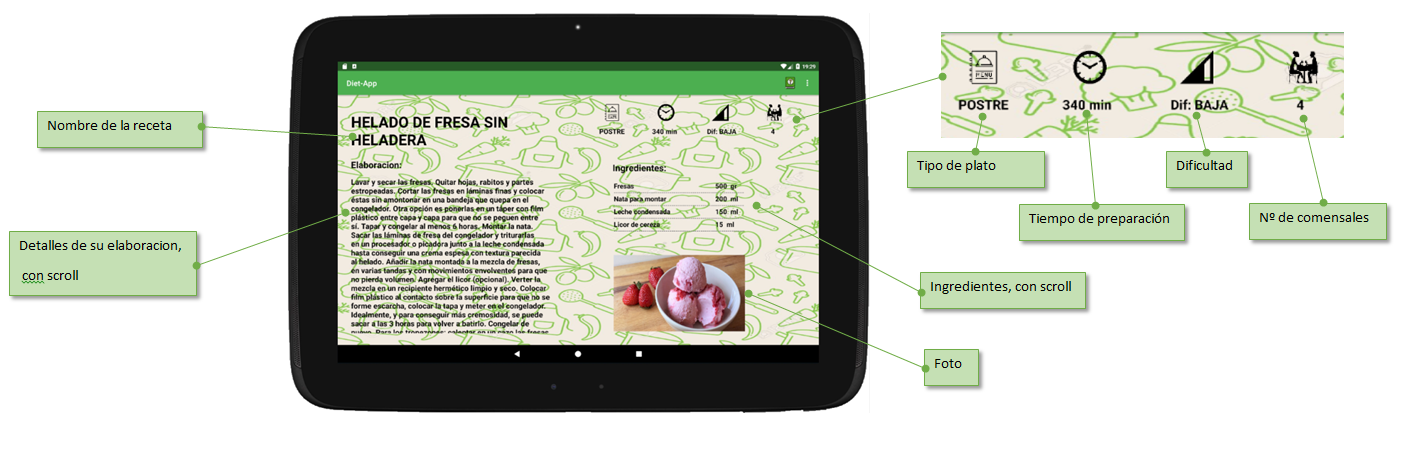 Nombre de la receta
Detalles de su elaboracion,
con scroll
19:29
Diet-App
HELADO DE FRESA SIN
HELADERA
Elaboracion:
Lavar y secar las fresas. Quitar hojas, rabitos y partes
estropeadas. Cortar las fresas en láminas finas y colocar
éstas sin amontonar en una bandeja que quepa en el
congelador. Otra opción es ponerlas en un táper con film
plástico entre capa y capa para que no se peguen entre
sí. Tapar y congelar al menos 6 horas. Montar la nata.
Sacar las láminas de fresa del congelador y triturarlas
en un procesador o picadora junto a la leche condensada
hasta conseguir una crema espesa con textura parecida
al helado. Añadir la nata montada a la mezcla de fresas,
en varias tandas y con movimientos envolventes para que
no pierda volumen. Agregar el licor (opcional). Verter la
mezcla en un recipiente hermético limpio y seco. Colocar
film plástico al contacto sobre la superficie para que no se
forme escarcha, colocar la tapa y meter en el congelador.
Idealmente, y para conseguir más cremosidad, se puede
sacar a las 3 horas para volver a batirlo. Congelar de
nuevo. Para los tropezones: calentar en un cazo las fresas
POSTRE 340 min Dif: BAJA 4
Ingredientes:
Fresas 500 gr
Nata para montar 200 ml
Leche condensada 150 ml
Licor de cereza 15 ml
MENU
POSTRE 340 min Dif: BAJA 4
Tipo de plato
Dificultad
Tiempo de preparación
Nº de comensales
Ingredientes, con scroll
Foto